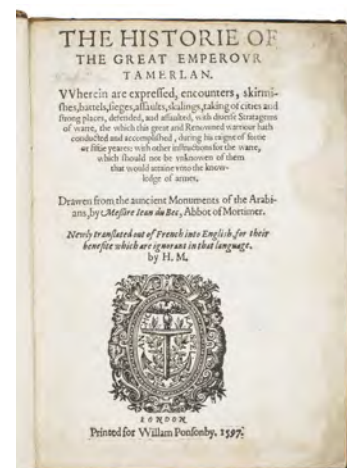 THE HISTORIE OF
THE GREAT EMPEROVR
TAMERLAN.
VVherein are expressed, encounters, skirmi-
shes, battels, sieges, assaults, skalings, taking of cities and
strong places, defended, and assaulted, with diuerse Stratagems
of warre, the which this great and Renowned warriour hath
conducted and accomplished, during his raigne of fortie
or fiftie yeares: with other instructions for the warre,
which should not be vnknowen of them
that would attaine vnto the know-
ledge of armes.
Drawen from the auncient Monuments of the Arabi-
ans, by Messire Iean du Bec, Abbot of Mortimer.
Newly translated out of French into English, for their
benefite which are ignorant in that language.
by H. M.
LONDON
Printed for William Ponsonby. 1597.